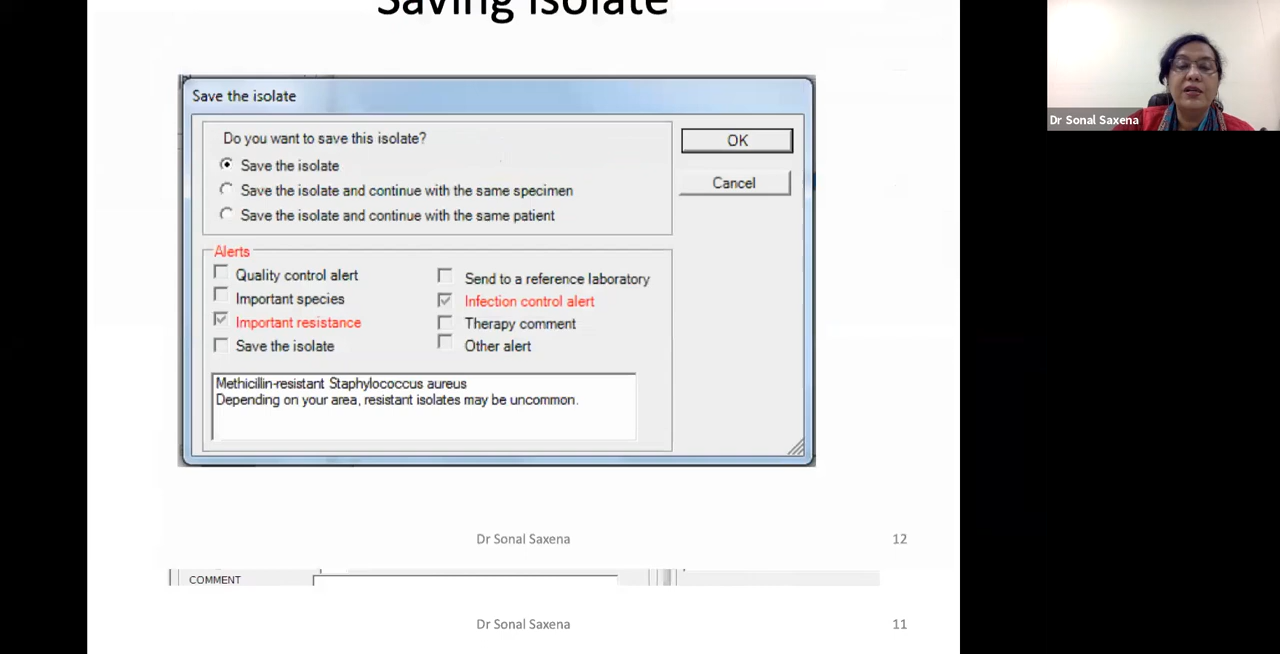 Saving isolate
Save the isolate
Do you want to save this isolate?
Save the isolate
Save the isolate and continue with the same specimen
Save the isolate and continue with the same patient
OK
Cancel
Alerts
Quality control alert
Important species
Important resistance
Save the isolate
Send to a reference laboratory
Infection control alert
Therapy comment
Other alert
Methicillin-resistant Staphylococcus aureus
Depending on your area, resistant isolates may be uncommon.
Dr Sonal Saxena
12
COMMENT
Dr Sonal Saxena
11
Dr Sonal Saxena